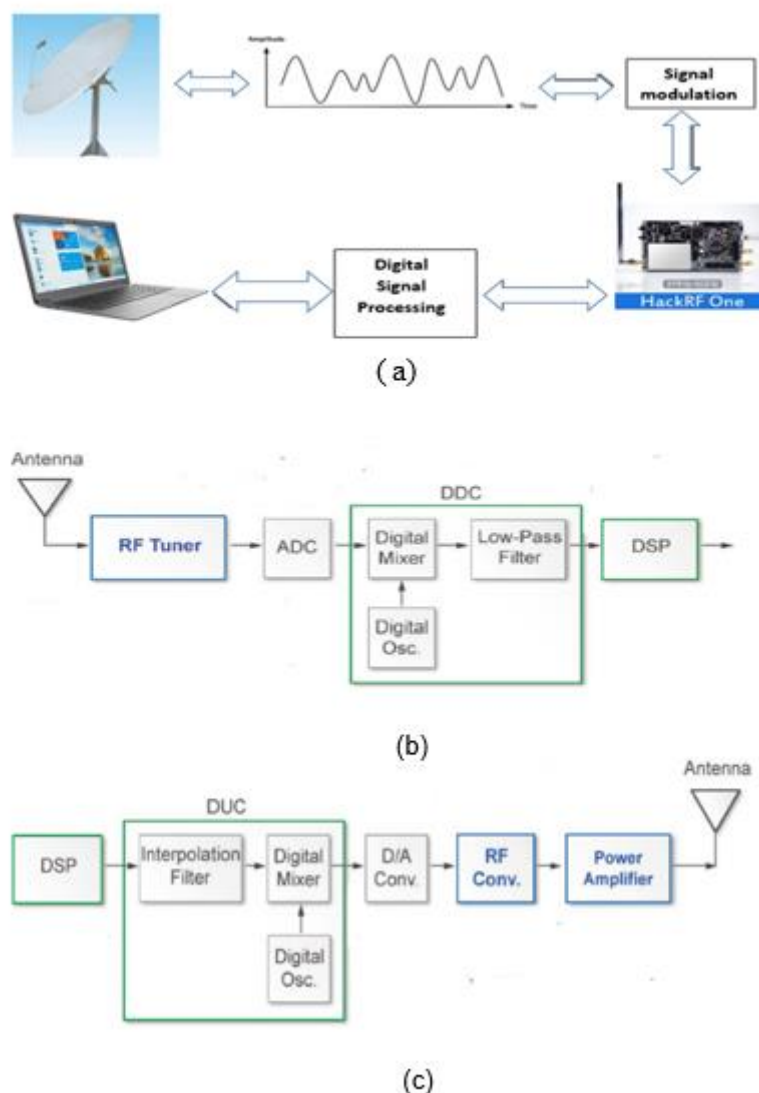 Amplitude
Time
Signal
modulation
Digital
Signal
Processing
HackRF One
( a)
Antenna
RF Tuner
ADC
DDC
Digital
Mixer
Low-Pass
Filter
Digital
Osc.
DSP
(b)
Antenna
DUC
DSP
Interpolation
Filter
Digital
Mixer
Digital
Osc.
D/A
Conv.
RF
Conv.
Power
Amplifier
(c)